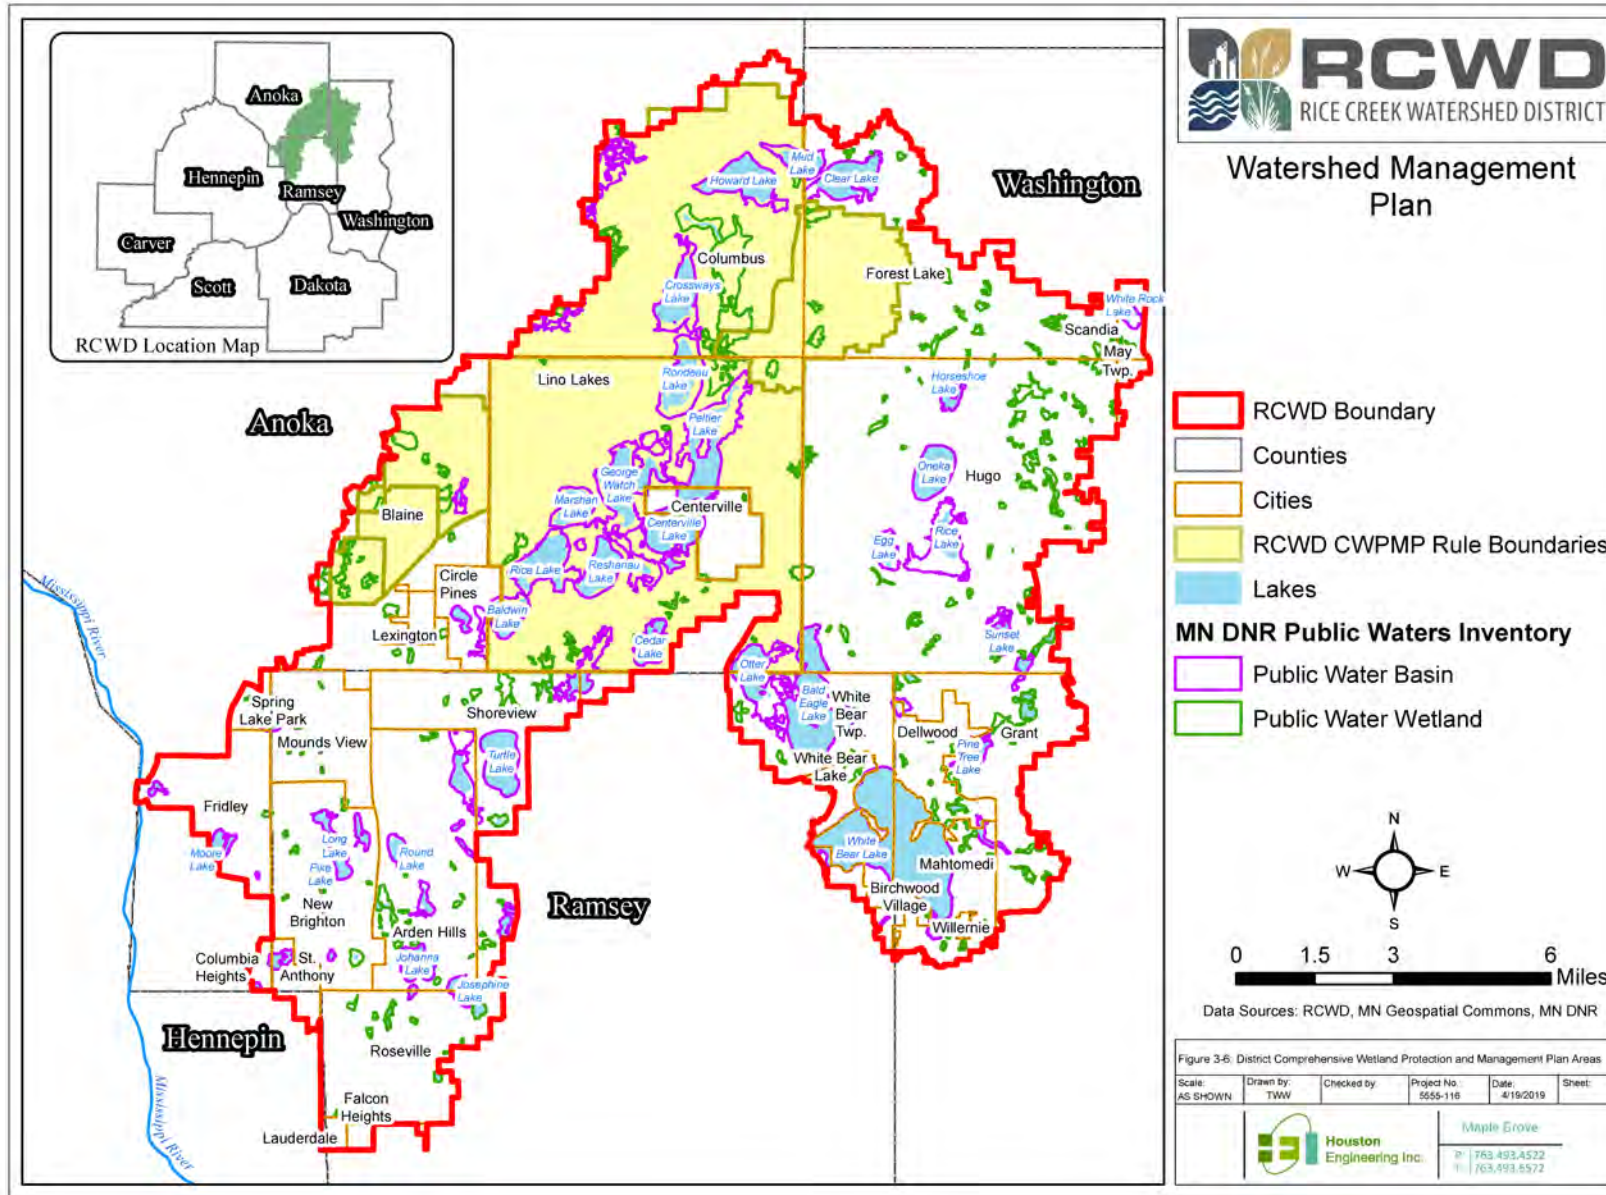 Anoka
Hennepin
Ramsey
Washington
Carver
Scott
Dakota
RCWD Location Map
RCWD
RICE CREEK WATERSHED DISTRICT
Watershed Management
Plan
Washington
Anoka
Ramsey
Hennepin
Mud
Lake
Howard Lake
Clear Lake
Columbus
Forest Lake
Crossways
Lake
White Rock
Lake
Scandia
May
Twp.
Lino Lakes
Rondeau
Lake
Horseshoe
Lake
Peltier
Lake
George
Watch
Lake
Oneka
Lake
Hugo
Marshan
Lake
Centerville
Blaine
Centerville
Lake
Rice
Lake
Egg
Lake
Rice Lake
Reshanau
Lake
Circle
Pines
Baldwin
Lake
Lexington
Cedar
Lake
Sunset
Lake
Otter
Lake
Bald
Eagle
Lake
White
Bear
Twp.
Spring
Lake Park
Shoreview
Mounds View
Dellwood
Grant
Pine
Tree
Lake
Turtle
Lake
White Bear
Lake
Fridley
Moore
Lake
Long
Lake
Pike
Lake
Round
Lake
White
Bear Lake
Mahtomedi
New
Brighton
Birchwood
Village
Arden Hills
Willernie
Columbia
Heights
St.
Anthony
Johanna
Lake
Josephine
Lake
Roseville
Falcon
Heights
Lauderdale
Mississippi River
Mississippi River
RCWD Boundary
Counties
Cities
RCWD CWPMP Rule Boundaries
Lakes
MN DNR Public Waters Inventory
Public Water Basin
Public Water Wetland
N
W E
S
0 1.5 3 6
Miles
Data Sources: RCWD, MN Geospatial Commons, MN DNR
Figure 3-6: District Comprehensive Wetland Protection and Management Plan Areas
Scale: Drawn by: Checked by: Project No.: Date: Sheet:
AS SHOWN TWW 5555-116 4/19/2019
Houston
Engineering Inc.
Maple Grove
P: 763.493.4522
F: 763.493.5572